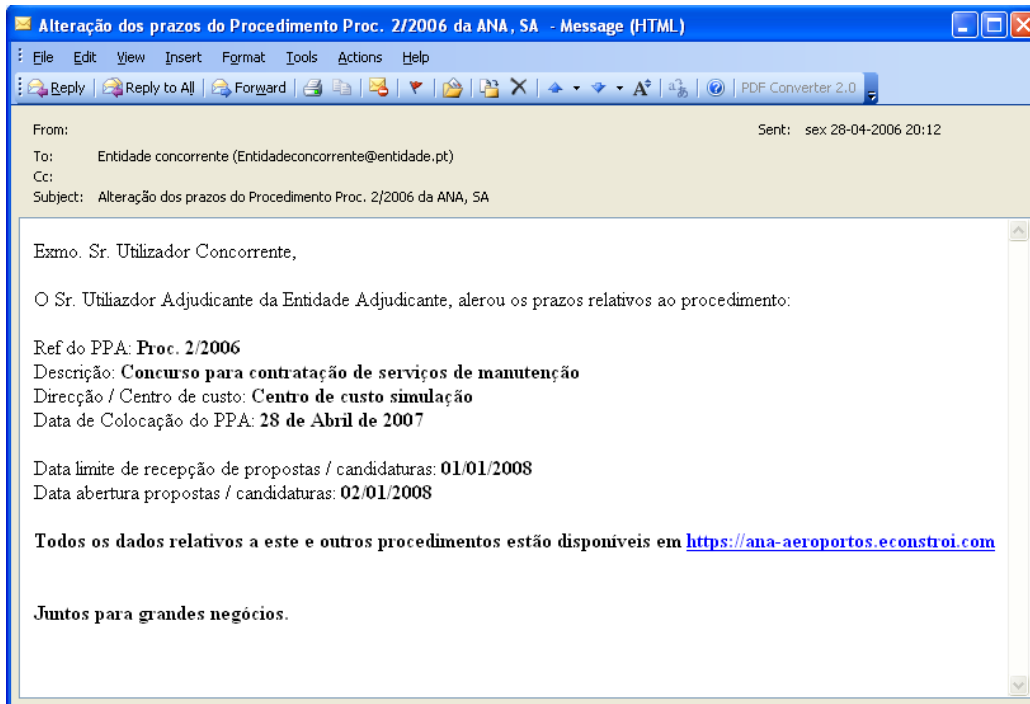 Alteração dos prazos do Procedimento Proc. 2/2006 da ANA, SA - Message (HTML)
File Edit View Insert Format Tools Actions Help
Reply Reply to All Forward PDF Converter 2.0
From: Sent: sex 28-04-2006 20:12
To: Entidade concorrente (Entidadeconcorrente@entidade.pt)
Cc:
Subject: Alteração dos prazos do Procedimento Proc. 2/2006 da ANA, SA
Exmo. Sr. Utilizador Concorrente,
O Sr. Utiliazdor Adjudicante da Entidade Adjudicante, alerou os prazos relativos ao procedimento:
Ref do PPA: Proc. 2/2006
Descrição: Concurso para contratação de serviços de manutenção
Direcção / Centro de custo: Centro de custo simulação
Data de Colocação do PPA: 28 de Abril de 2007
Data limite de recepção de propostas / candidaturas: 01/01/2008
Data abertura propostas / candidaturas: 02/01/2008
Todos os dados relativos a este e outros procedimentos estão disponíveis em https://ana-aeroportos.econstroi.com
Juntos para grandes negócios.